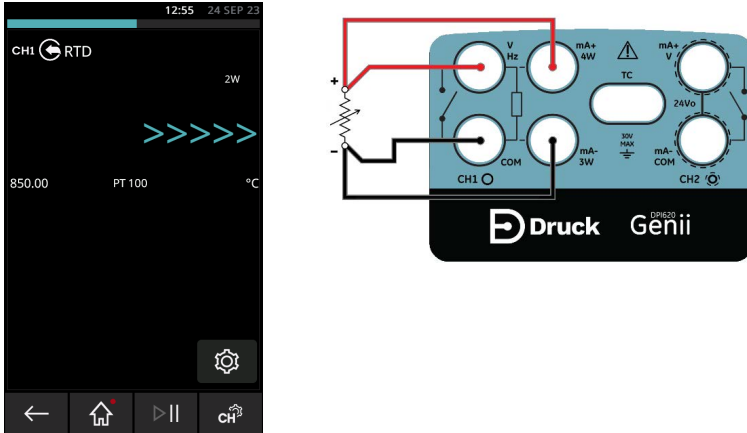 12:55 24 SEP 23
CH1 RTD
2W
>>>>>
850.00 PT 100 °C
CH
+
-
V
Hz
mA+
4W
TC
mA+
V
24Vo
30V
MAX
COM
mA-
3W
mA-
COM
CH1
CH2
Druck
DPI620
Genii